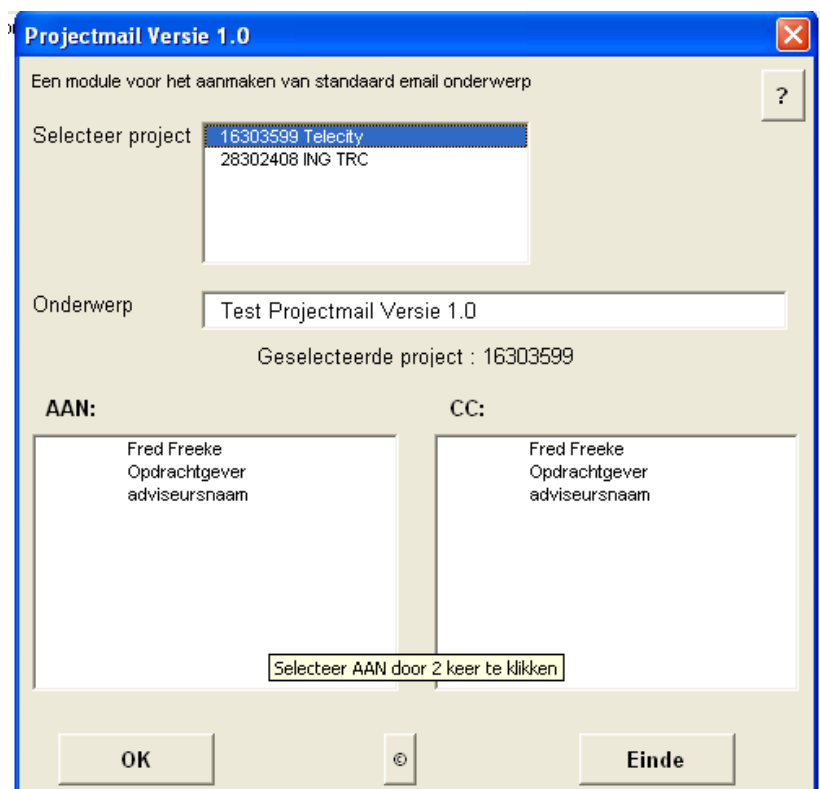 Projectmail Versie 1.0
Een module voor het aanmaken van standaard email onderwerp
?
Selecteer project
16303599 Telecity
28302408 ING TRC
Onderwerp
Test Projectmail Versie 1.0
Geselecteerde project : 16303599
AAN:
CC:
Fred Freeke
Opdrachtgever
adviseursnaam
Fred Freeke
Opdrachtgever
adviseursnaam
Selecteer AAN door 2 keer te klikken
OK
©
Einde